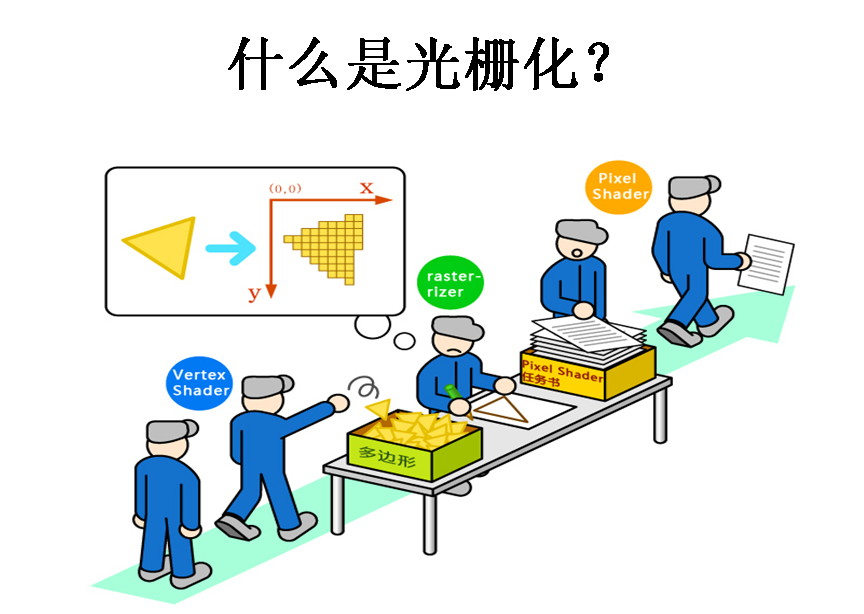 什么是光栅化？
(0,0)
x
y
Pixel
Shader
raster-
rizer
Vertex
Shader
Pixel Shader
任务书
多边形